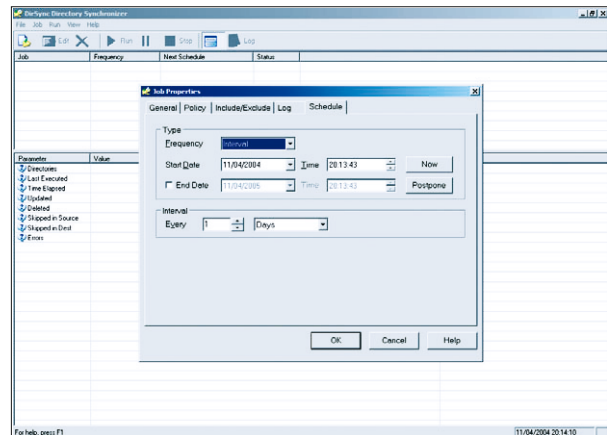 DirSync Directory Synchronizer
File Job Run View Help
Edit Run Stop Log
Job Frequency Next Schedule Status
Job Properties
General Policy Include/Exclude Log Schedule
Type
Frequency Interval
Start Date 11/04/2004 Time 20:13:43 Now
End Date 11/04/2005 Time 20:13:43 Postpone
Interval
Every 1 Days
OK Cancel Help
Parameter Value
Directories
Last Executed
Time Elapsed
Updated
Deleted
Skipped in Source
Skipped in Dest
Errors
For help, press F1 11/04/2004 20:14:10